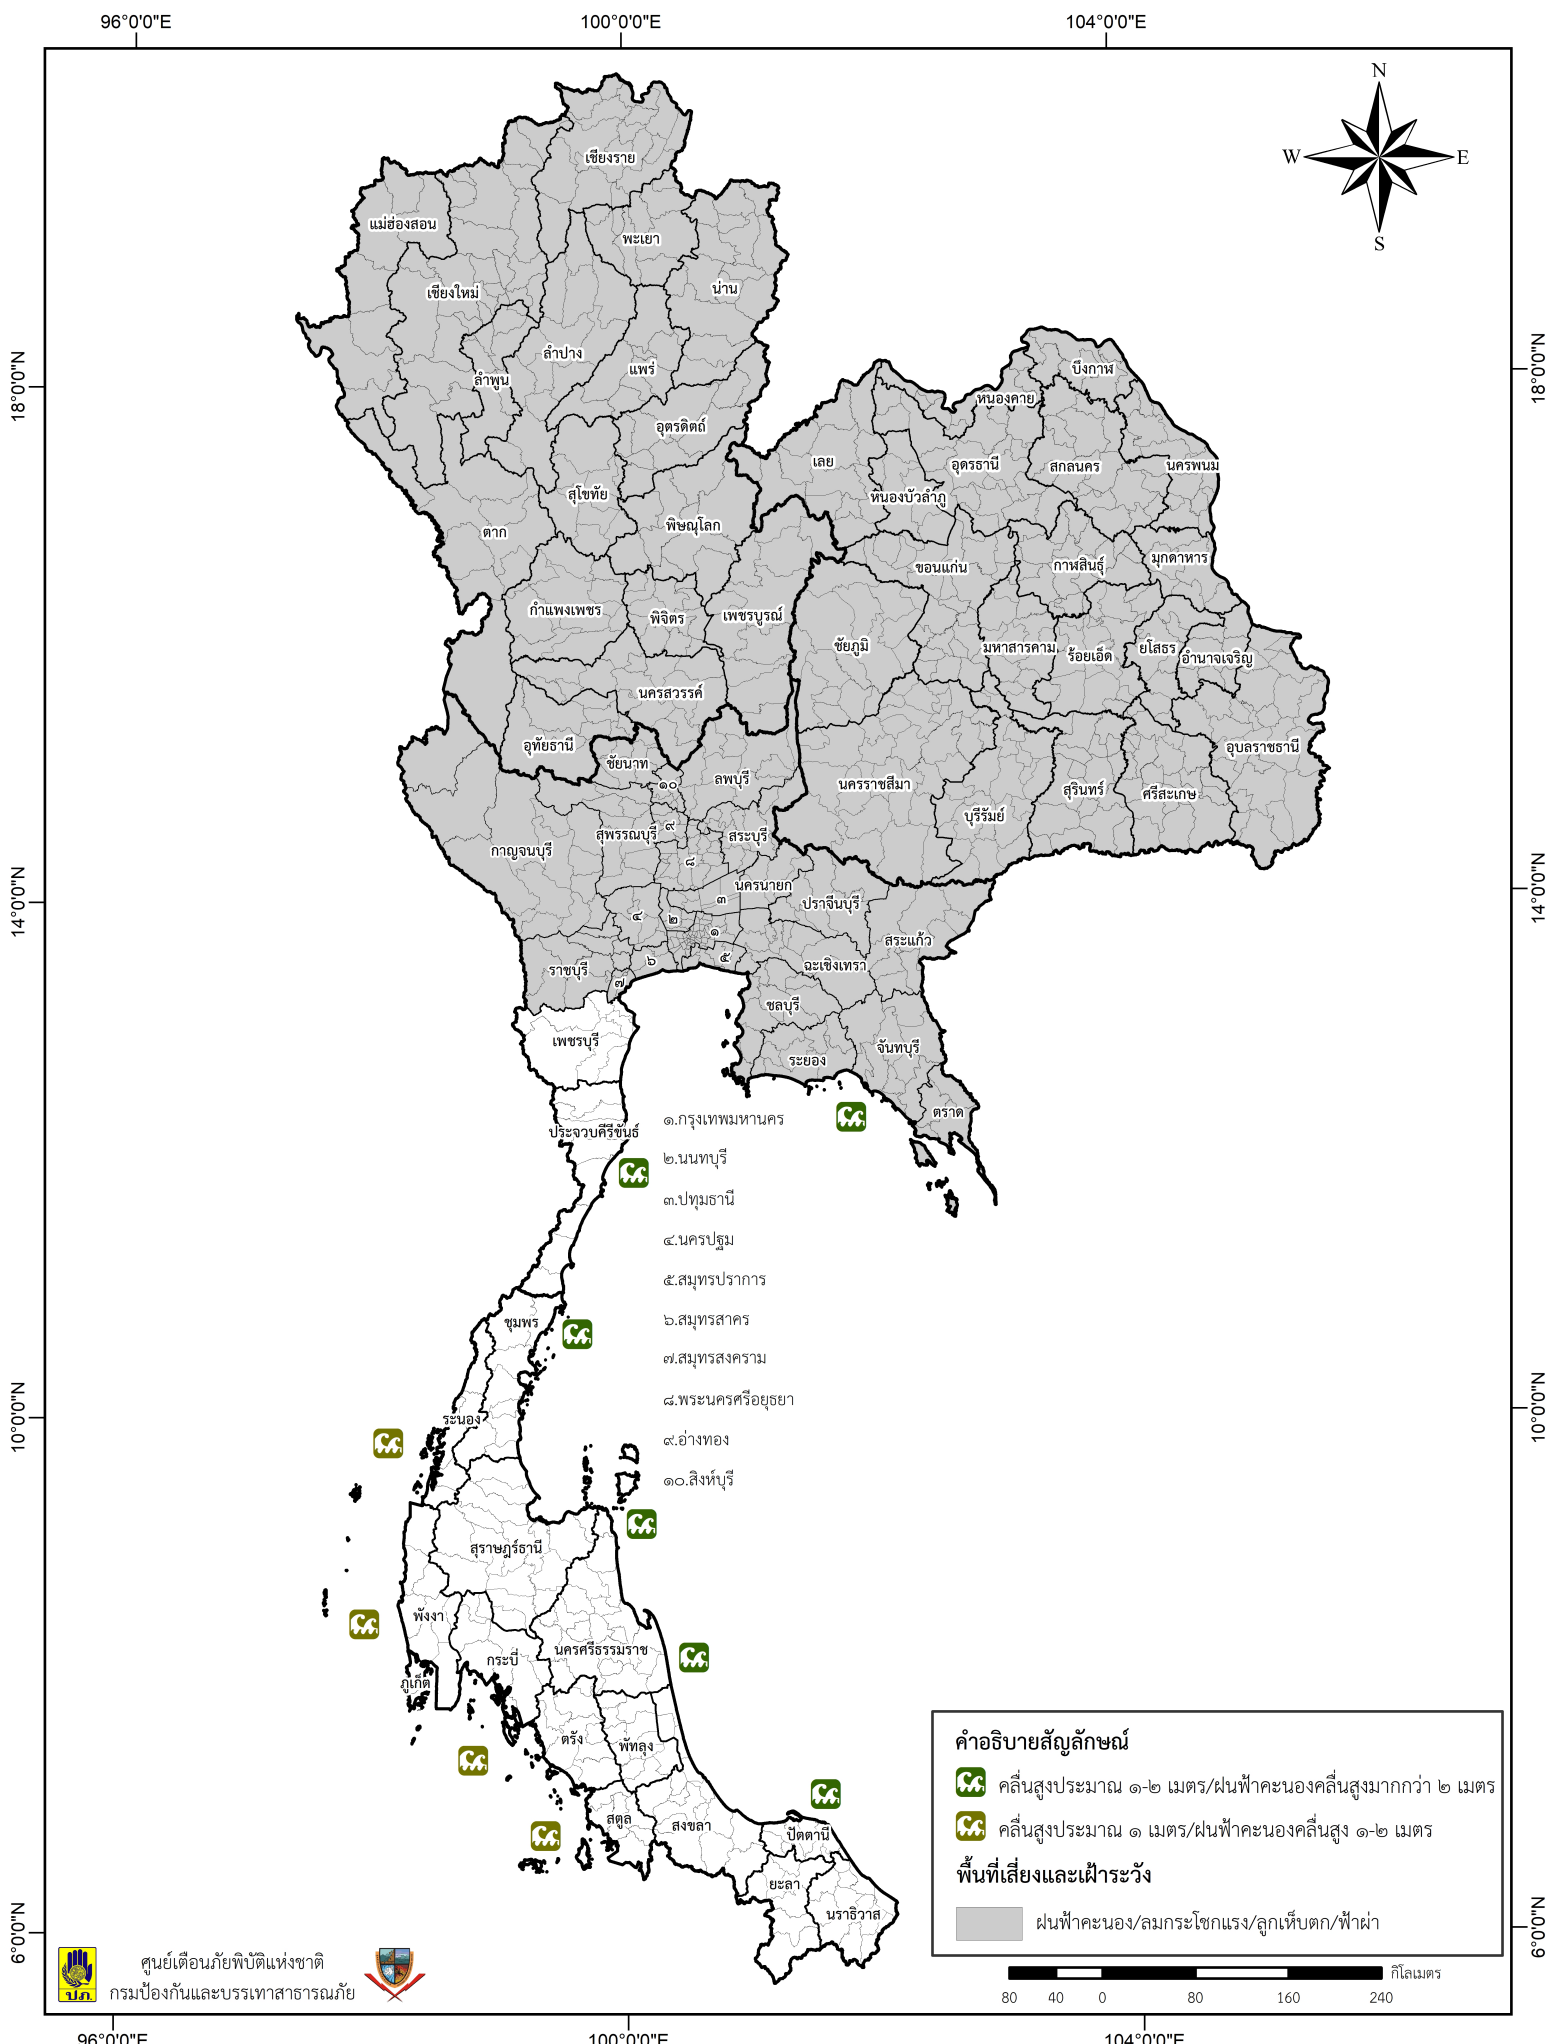 96°0'0"E 100°0'0"E 104°0'0"E
N
W E
S
เชียงราย
แม่ฮ่องสอน
พะเยา
น่าน
เชียงใหม่
ลำปาง
แพร่
ลำพูน
18°0'0"N
18°0'0"N
บึงกาฬ
หนองคาย
อุตรดิตถ์
เลย
อุดรธานี
สกลนคร
นครพนม
สุโขทัย
หนองบัวลำภู
พิษณุโลก
ตาก
ขอนแก่น
กาฬสินธุ์
มุกดาหาร
กำแพงเพชร
พิจิตร
เพชรบูรณ์
ชัยภูมิ
มหาสารคาม
ร้อยเอ็ด
ยโสธร
อำนาจเจริญ
นครสวรรค์
อุทัยธานี
ชัยนาท
ลพบุรี
อุบลราชธานี
๑๐
นครราชสีมา
บุรีรัมย์
สุรินทร์
ศรีสะเกษ
สุพรรณบุรี
๙
สระบุรี
กาญจนบุรี
๘
นครนายก
14°0'0"N
14°0'0"N
๓
ปราจีนบุรี
๔
๒
๑
สระแก้ว
ราชบุรี
๖
๕
ฉะเชิงเทรา
๗
ชลบุรี
เพชรบุรี
ระยอง
จันทบุรี
ตราด
ประจวบคีรีขันธ์
๑.กรุงเทพมหานคร
๒.นนทบุรี
๓.ปทุมธานี
๔.นครปฐม
๕.สมุทรปราการ
๖.สมุทรสาคร
๗.สมุทรสงคราม
๘.พระนครศรีอยุธยา
๙.อ่างทอง
๑๐.สิงห์บุรี
ชุมพร
10°0'0"N
10°0'0"N
ระนอง
สุราษฎร์ธานี
พังงา
นครศรีธรรมราช
กระบี่
ภูเก็ต
ตรัง
พัทลุง
สตูล
สงขลา
ปัตตานี
ยะลา
นราธิวาส
6°0'0"N
6°0'0"N
คำอธิบายสัญลักษณ์
คลื่นสูงประมาณ ๑-๒ เมตร/ฝนฟ้าคะนองคลื่นสูงมากกว่า ๒ เมตร
คลื่นสูงประมาณ ๑ เมตร/ฝนฟ้าคะนองคลื่นสูง ๑-๒ เมตร
พื้นที่เสี่ยงและเฝ้าระวัง
ฝนฟ้าคะนอง/ลมกระโชกแรง/ลูกเห็บตก/ฟ้าผ่า
กิโลเมตร
80 40 0 80 160 240
ปภ.
ศูนย์เตือนภัยพิบัติแห่งชาติ
กรมป้องกันและบรรเทาสาธารณภัย
96°0'0"E 100°0'0"E 104°0'0"E